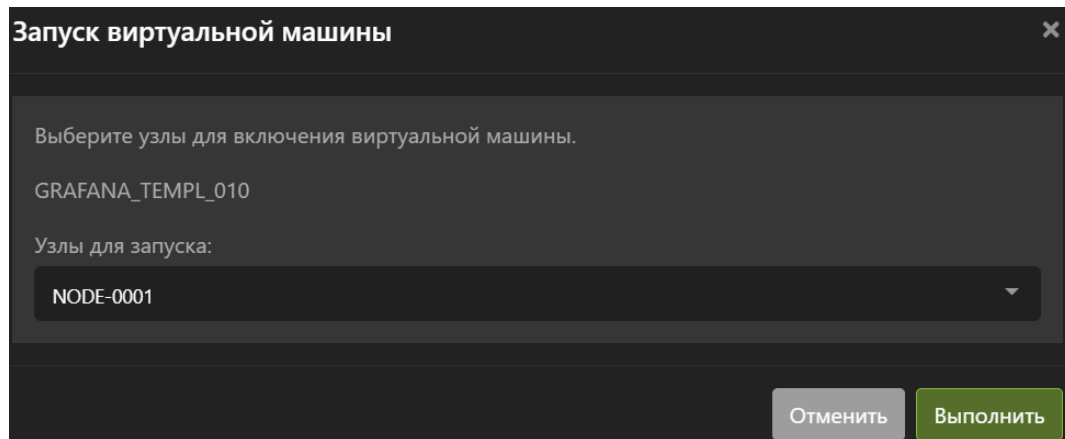 Запуск виртуальной машины
Выберите узлы для включения виртуальной машины.
GRAFANA_TEMPL_010
Узлы для запуска:
NODE-0001
Отменить
Выполнить